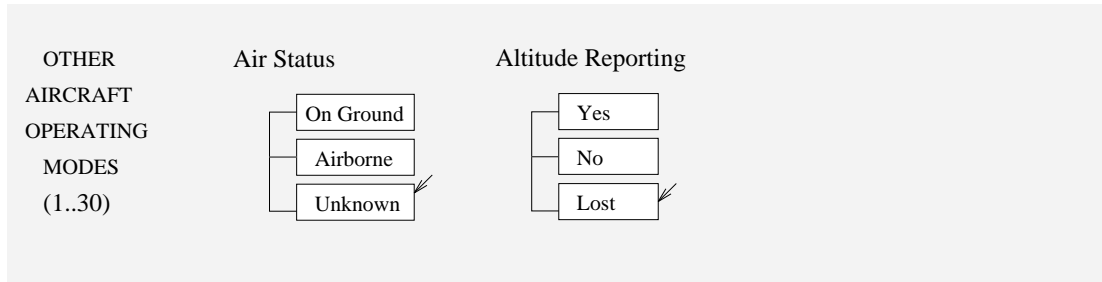 OTHER
AIRCRAFT
OPERATING
MODES
(1..30)
Air Status
On Ground
Airborne
Unknown
Altitude Reporting
Yes
No
Lost